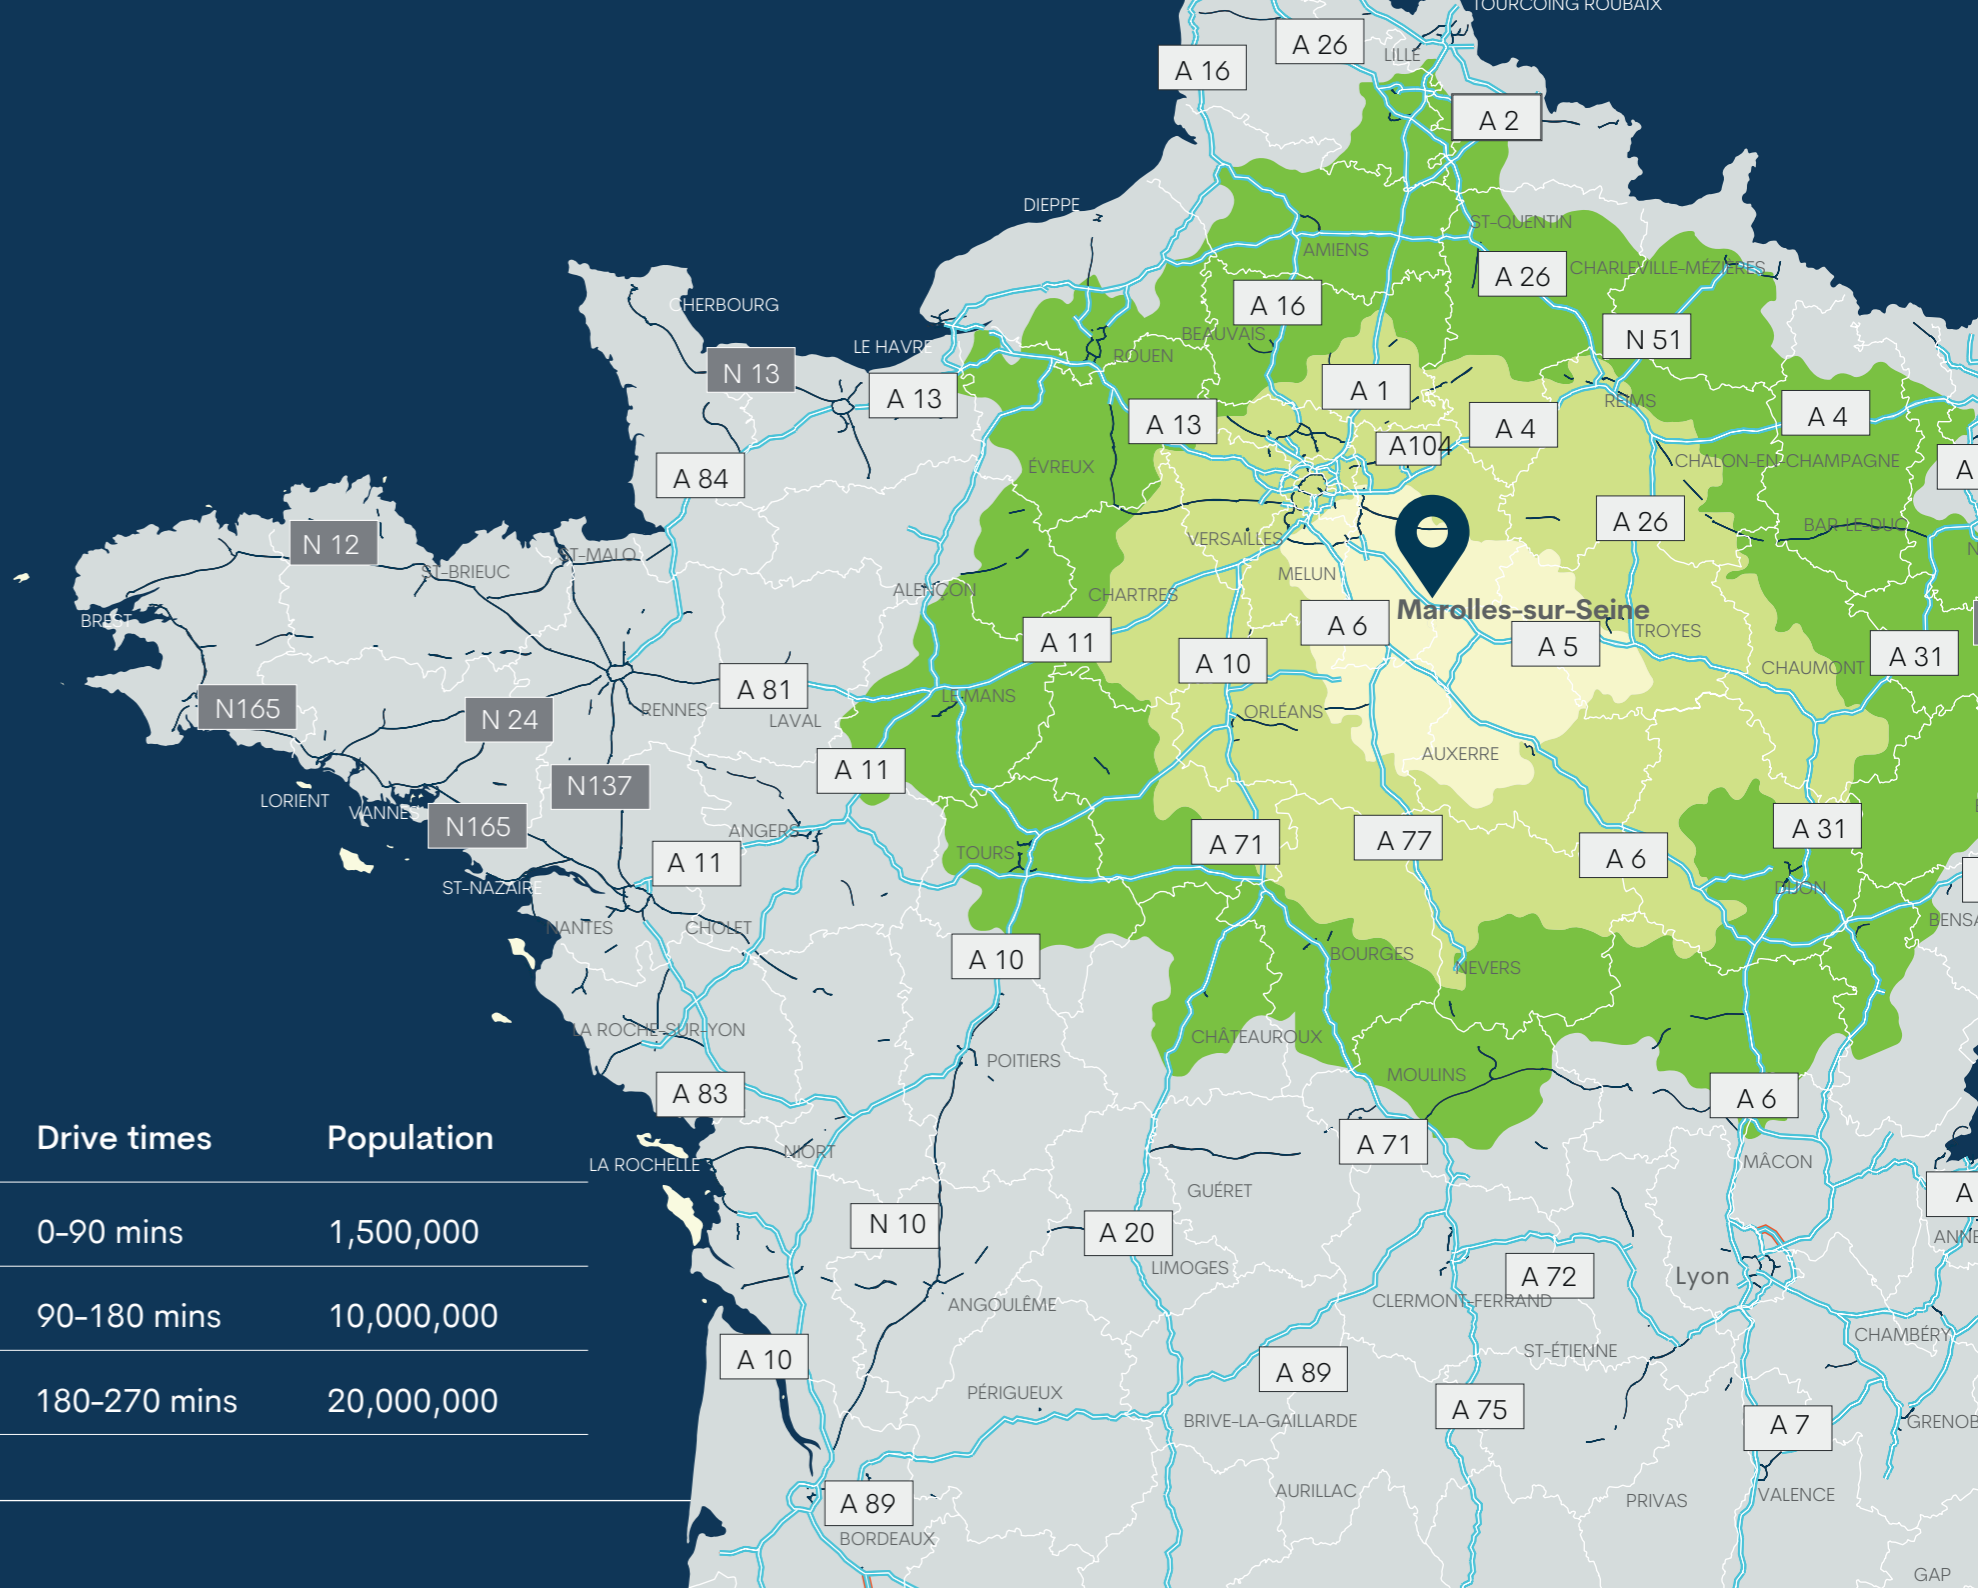 TOURCOING ROUBAIX
A 26
LILLE
A 16
A 2
DIEPPE
ST-QUENTIN
AMIENS
A 26
CHARLEVILLE-MÉZIÈRES
CHERBOURG
A 16
BEAUVAIS
N 51
LE HAVRE
ROUEN
N 13
A 13
A 1
REIMS
A 13
A 4
A 4
A104
ÉVREUX
CHALON-EN-CHAMPAGNE
A 84
A
A 26
BAR-LE-DUC
N 12
ST-MALO
VERSAILLES
N
ST-BRIEUC
MELUN
ALENÇON
CHARTRES
BREST
Marolles-sur-Seine
A 6
TROYES
A 11
A 5
A 31
A 10
CHAUMONT
A 81
LE MANS
N165
N 24
RENNES
LAVAL
ORLÉANS
AUXERRE
A 11
N137
LORIENT
VANNES
N165
ANGERS
A 31
A 71
A 77
TOURS
A 6
A 11
ST-NAZAIRE
DIJON
NANTES
CHOLET
BENSA
A 10
BOURGES
NEVERS
LA ROCHE-SUR-YON
CHÂTEAUROUX
POITIERS
MOULINS
A 83
A 6
Drive times Population
A 71
NIORT
LA ROCHELLE
MÂCON
GUÉRET
A
0-90 mins 1,500,000
N 10
A 20
ANNE
LIMOGES
A 72
Lyon
ANGOULÊME
CLERMONT-FERRAND
90-180 mins 10,000,000
CHAMBÉRY
ST-ÉTIENNE
A 10
A 89
PÉRIGUEUX
180-270 mins 20,000,000
A 75
BRIVE-LA-GAILLARDE
A 7
GRENOB
AURILLAC
PRIVAS
VALENCE
A 89
BORDEAUX
GAP